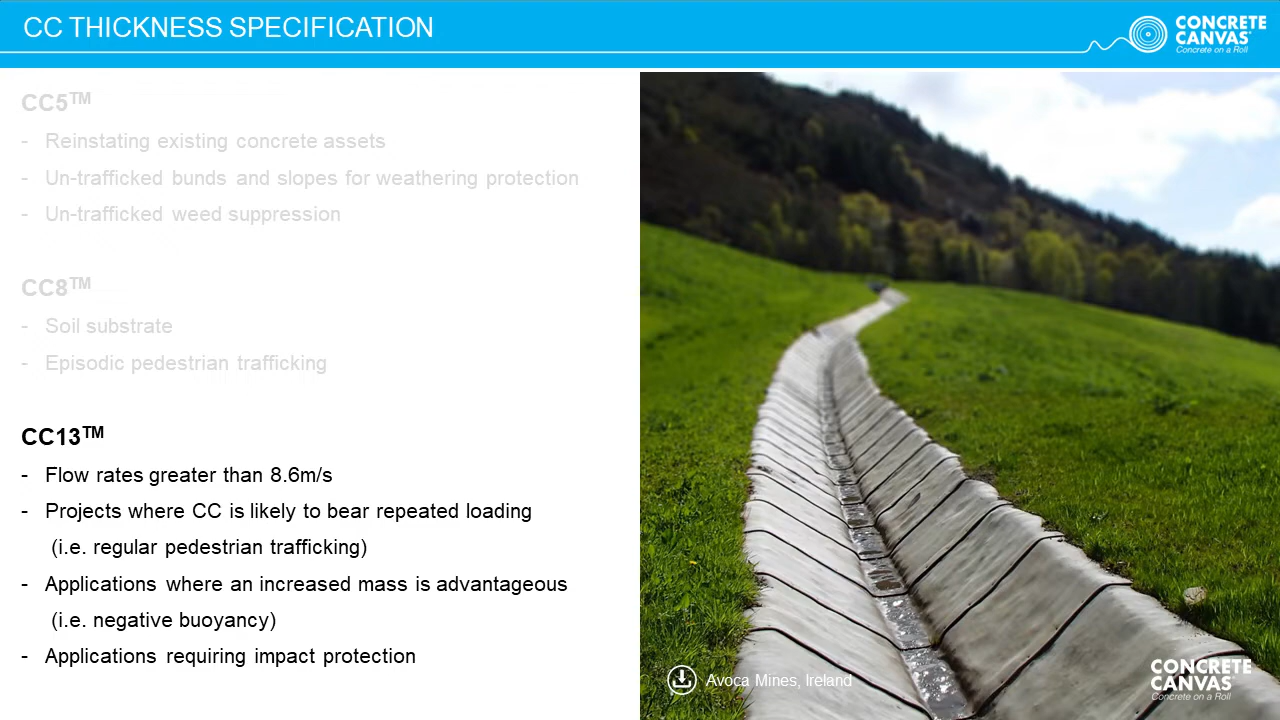 CC THICKNESS SPECIFICATION
CONCRETE
CANVAS®
Concrete on a Roll
CC5™
- Reinstating existing concrete assets
- Un-trafficked bunds and slopes for weathering protection
- Un-trafficked weed suppression
CC8™
- Soil substrate
- Episodic pedestrian trafficking
CC13™
- Flow rates greater than 8.6m/s
- Projects where CC is likely to bear repeated loading
(i.e. regular pedestrian trafficking)
- Applications where an increased mass is advantageous
(i.e. negative buoyancy)
- Applications requiring impact protection
Avoca Mines, Ireland
CONCRETE
CANVAS®
Concrete on a Roll